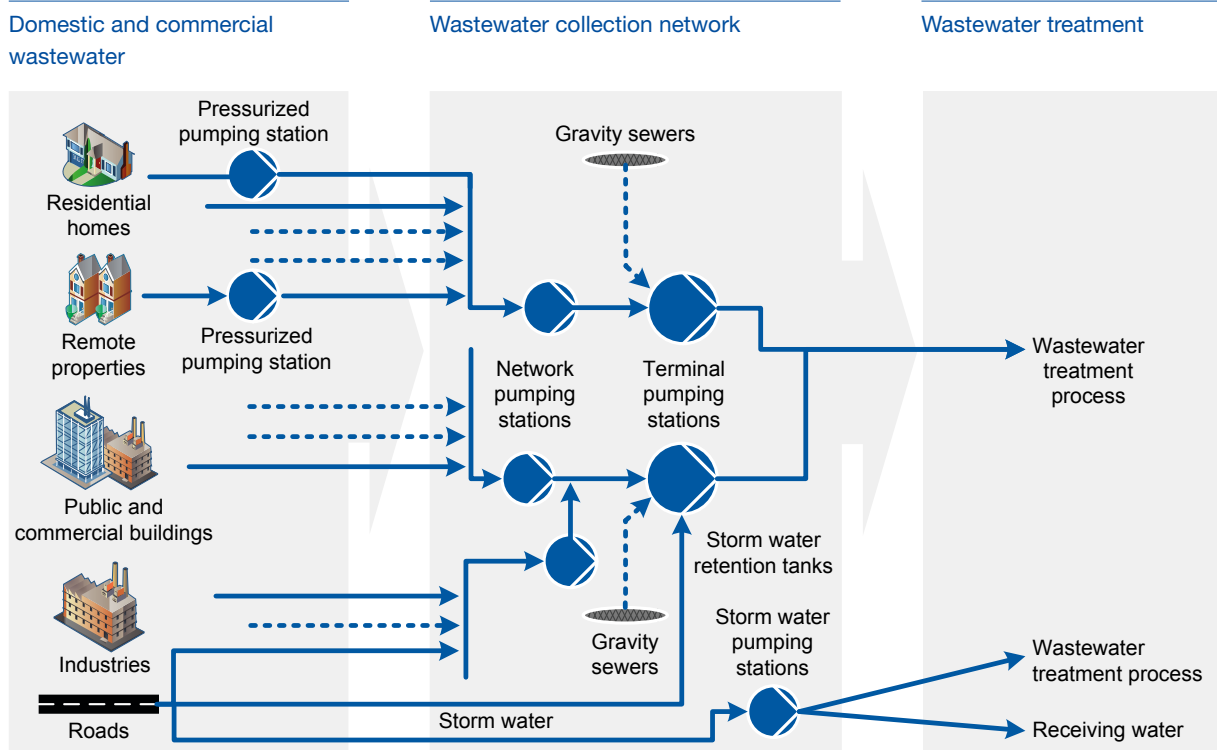 Domestic and commercial
wastewater
Wastewater collection network
Wastewater treatment
Pressurized
pumping station
Residential
homes
Remote
properties
Pressurized
pumping station
Public and
commercial buildings
Industries
Roads
Gravity sewers
Network
pumping
stations
Terminal
pumping
stations
Storm water
retention tanks
Gravity
sewers
Storm water
pumping
stations
Storm water
Wastewater
treatment
process
Wastewater
treatment process
Receiving water